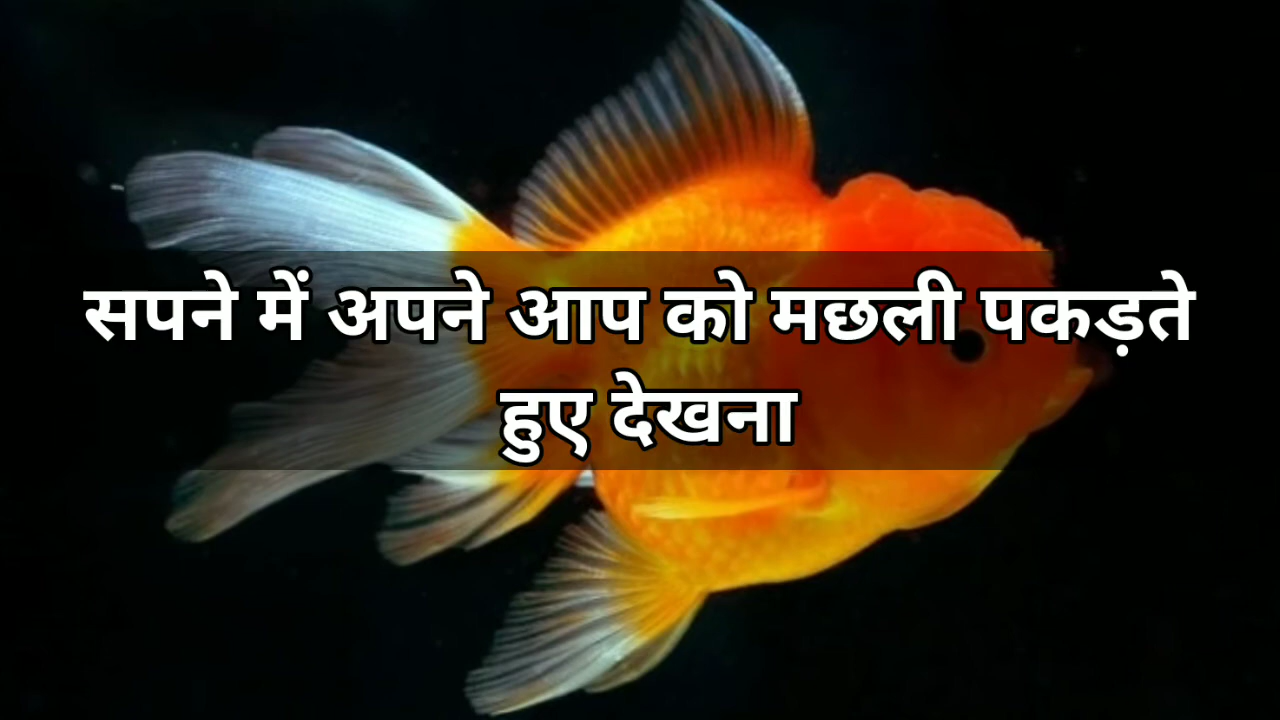 सपने में अपने आप को मछली पकड़ते
हुए देखना